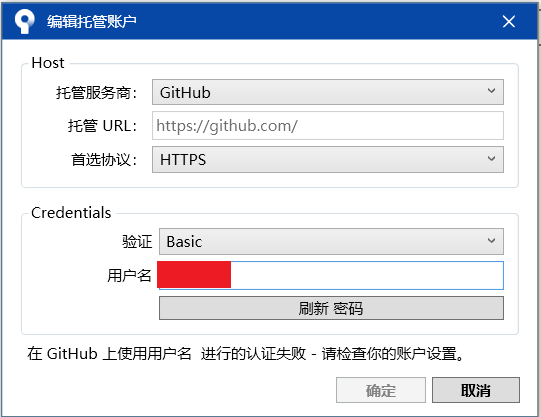 编辑托管账户
Host
托管服务商： GitHub
托管 URL： https://github.com/
首选协议： HTTPS
Credentials
验证 Basic
用户名
刷新 密码
在 GitHub 上使用用户名 进行的认证失败 - 请检查你的账户设置。
确定 取消